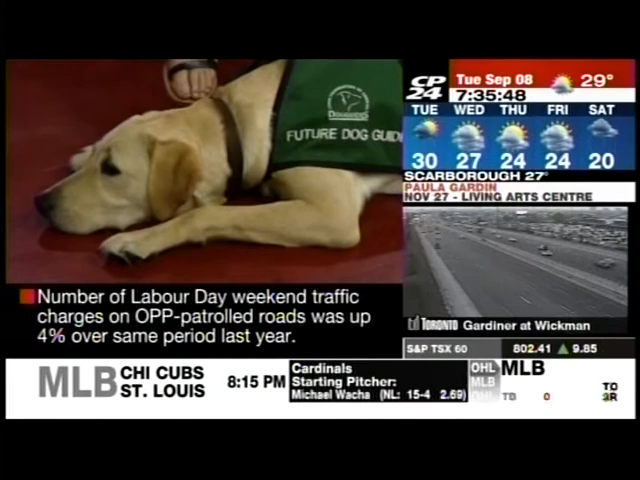 FUTURE DOG GUID
CP
24
Tue Sep 08
29°
7:35:48
TUE WED THU FRI SAT
30 27 24 24 20
SCARBOROUGH 27°
PAULA GARDIN
NOV 27 - LIVING ARTS CENTRE
TORONTO Gardiner at Wickman
Number of Labour Day weekend traffic
charges on OPP-patrolled roads was up
4% over same period last year.
S&P TSX 60 802.41 ▲ 9.85
MLB
CHI CUBS
ST. LOUIS
8:15 PM
Cardinals
Starting Pitcher:
Michael Wacha (NL: 15-4 2.69)
OHL
MLB
MLB
TB 0
TO